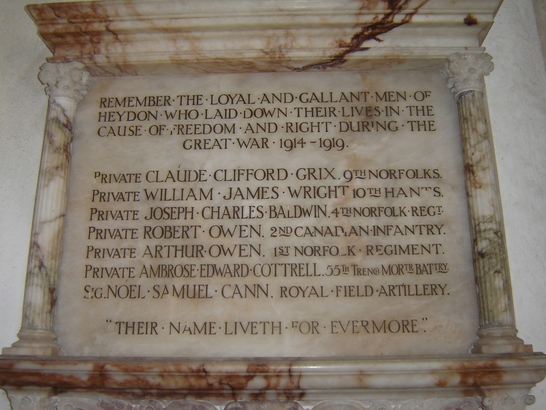 REMEMBER·THE·LOYAL·AND·GALLANT·MEN·OF
HEYDON·WHO·LAID·DOWN·THEIR·LIVES·IN·THE
CAUSE·OF·FREEDOM·AND·RIGHT·DURING·THE
GREAT·WAR·1914-1919.
PRIVATE CLAUDE·CLIFFORD·GRIX. 9TH NORFOLKS.
PRIVATE WILLIAM·JAMES·WRIGHT 10TH HANTS.
PRIVATE JOSEPH·CHARLES·BALDWIN. 4TH NORFOLK·REGT.
PRIVATE ROBERT·OWEN. 2ND CANADIAN·INFANTRY.
PRIVATE ARTHUR·OWEN. 1ST NORFOLK·REGIMENT.
PRIVATE AMBROSE·EDWARD·COTTRELL. 55TH TRENCH MORTR BATTRY.
SIG. NOEL·SAMUEL·CANN. ROYAL·FIELD·ARTILLERY.
"THEIR·NAME·LIVETH·FOR·EVERMORE".